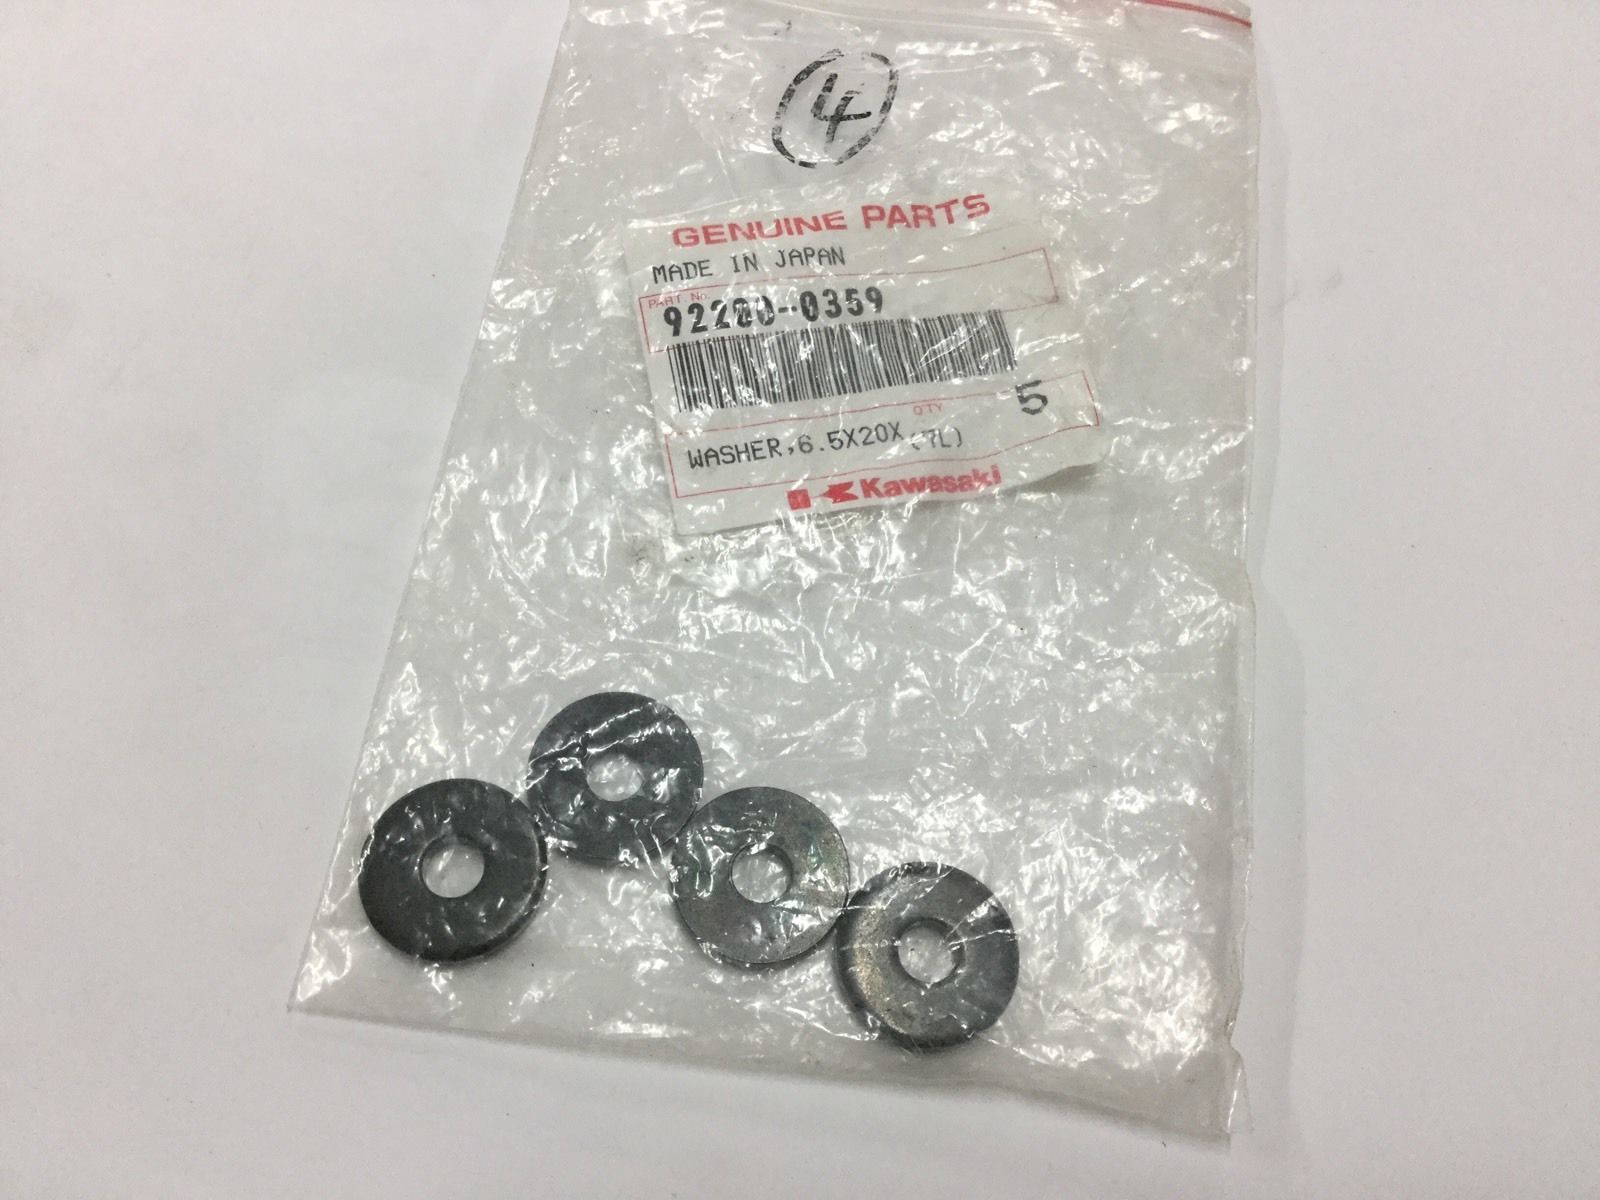 4
GENUINE PARTS
MADE IN JAPAN
PART. No.
92200-0359
QTY
5
WASHER,6.5X20X (7L)
Kawasaki